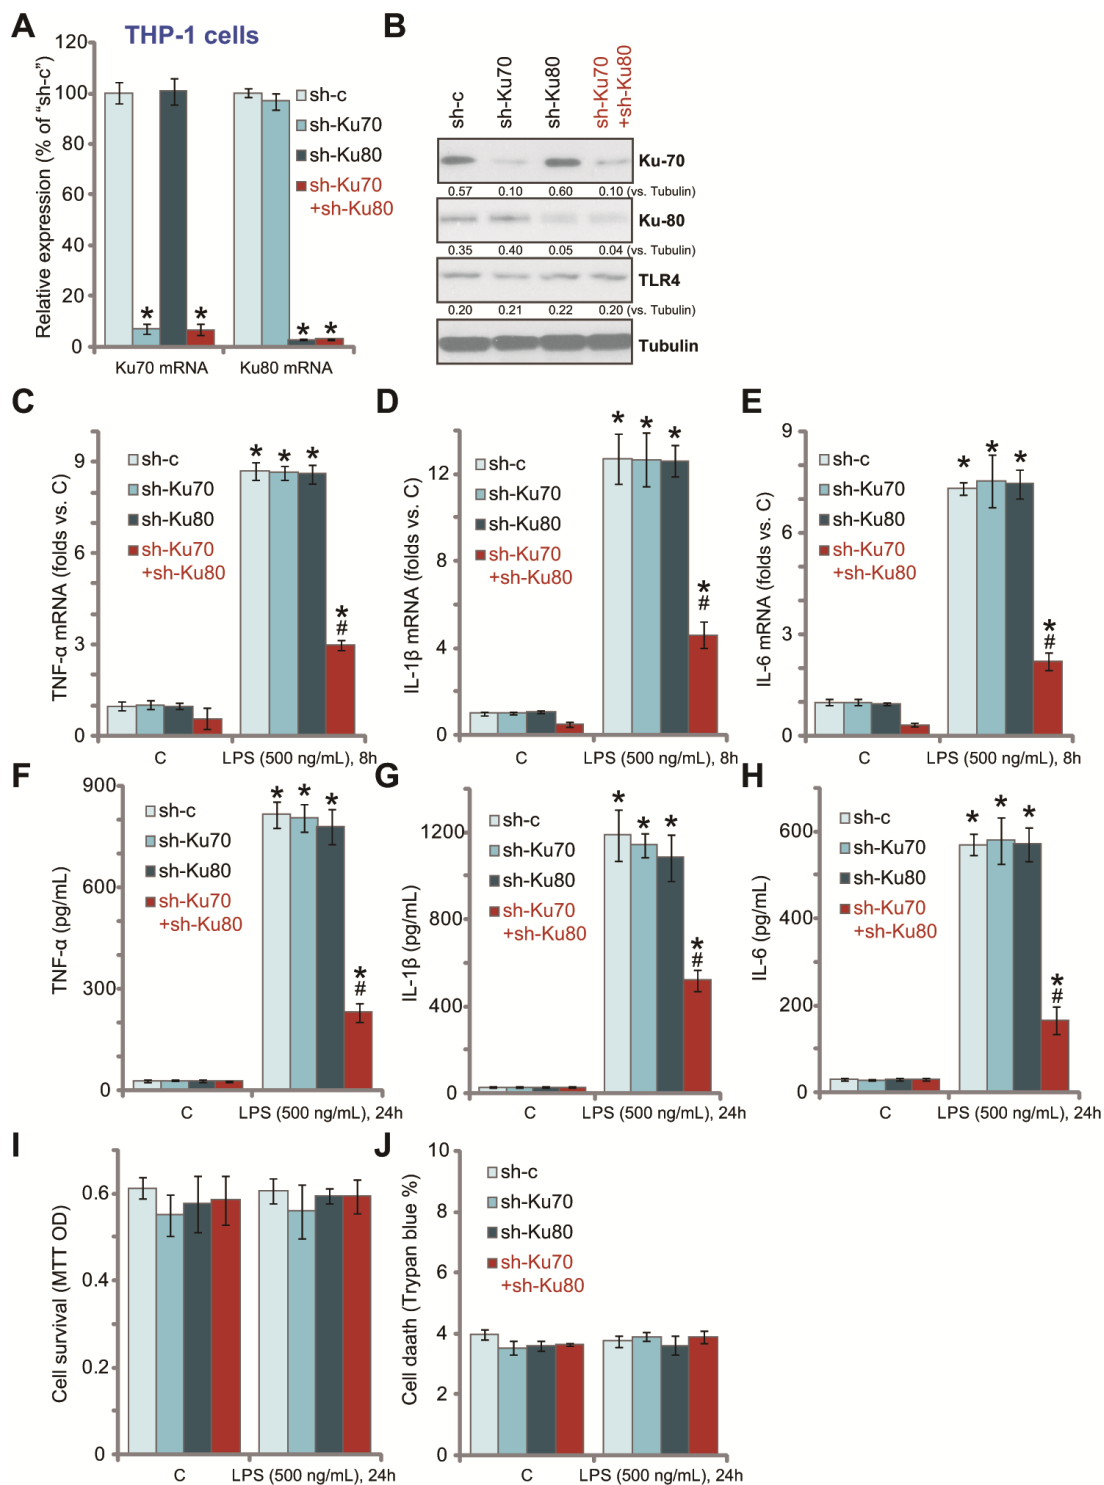 A
THP-1 cells
Relative expression (% of “sh-c”)
120
100
80
60
40
20
0
sh-c
sh-Ku70
sh-Ku80
sh-Ku70
+sh-Ku80
*
*
*
*
Ku70 mRNA
Ku80 mRNA
B
sh-c
sh-Ku70
sh-Ku80
sh-Ku70
+sh-Ku80
Ku-70
0.57 0.10 0.60 0.10 (vs. Tubulin)
Ku-80
0.35 0.40 0.05 0.04 (vs. Tubulin)
TLR4
0.20 0.21 0.22 0.20 (vs. Tubulin)
Tubulin
C
TNF-α mRNA (folds vs. C)
9
6
3
0
sh-c
sh-Ku70
sh-Ku80
sh-Ku70
+sh-Ku80
* * *
*
#
C
LPS (500 ng/mL), 8h
D
IL-1β mRNA (folds vs. C)
12
8
4
0
sh-c
sh-Ku70
sh-Ku80
sh-Ku70
+sh-Ku80
* * *
*
#
C
LPS (500 ng/mL), 8h
E
IL-6 mRNA (folds vs. C)
9
6
3
0
sh-c
sh-Ku70
sh-Ku80
sh-Ku70
+sh-Ku80
* * *
*
#
C
LPS (500 ng/mL), 8h
F
TNF-α (pg/mL)
900
600
300
0
sh-c
sh-Ku70
sh-Ku80
sh-Ku70
+sh-Ku80
* * *
*
#
C
LPS (500 ng/mL), 24h
G
IL-1β (pg/mL)
1200
800
400
0
sh-c
sh-Ku70
sh-Ku80
sh-Ku70
+sh-Ku80
* * *
*
#
C
LPS (500 ng/mL), 24h
H
IL-6 (pg/mL)
600
400
200
0
sh-c
sh-Ku70
sh-Ku80
sh-Ku70
+sh-Ku80
* * *
*
#
C
LPS (500 ng/mL), 24h
I
Cell survival (MTT OD)
0.6
0.4
0.2
0
C
LPS (500 ng/mL), 24h
J
Cell daath (Trypan blue %)
10
8
6
4
2
0
sh-c
sh-Ku70
sh-Ku80
sh-Ku70
+sh-Ku80
C
LPS (500 ng/mL), 24h